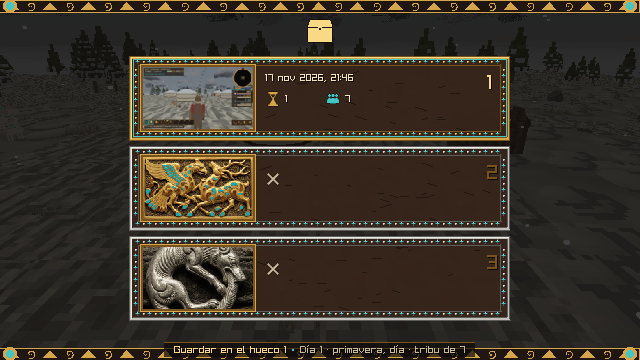 17 nov 2026, 21:46
1
1
7
2
3
Guardar en el hueco 1 · Día 1 · primavera, día · tribu de 7